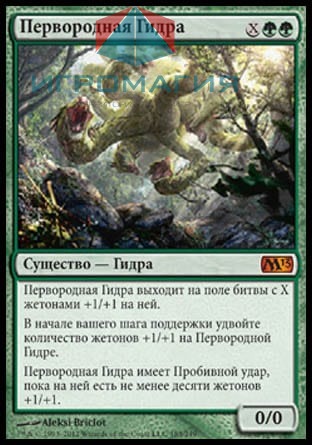 Первородная Гидра X
ИГРОМАГИЯ
Существо — Гидра M13
Первородная Гидра выходит на поле битвы с X
жетонами +1/+1 на ней.
В начале вашего шага поддержки удвойте
количество жетонов +1/+1 на Первородной
Гидре.
Первородная Гидра имеет Пробивной удар,
пока на ней есть не менее десяти жетонов
+1/+1.
Aleksi Briclot
0/0